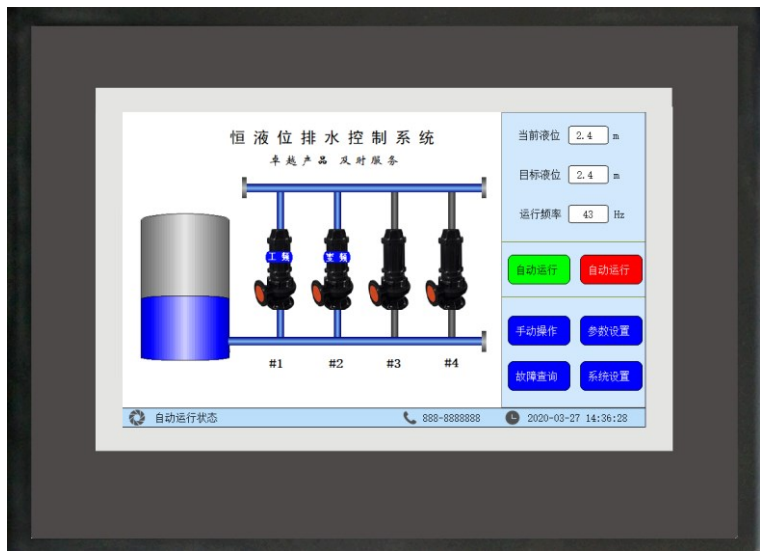 恒液位排水控制系统
卓越产品 及时服务
工频
变频
#1 #2 #3 #4
当前液位 2.4 m
目标液位 2.4 m
运行频率 43 Hz
自动运行 自动运行
手动操作 参数设置
故障查询 系统设置
自动运行状态 888-8888888 2020-03-27 14:36:28